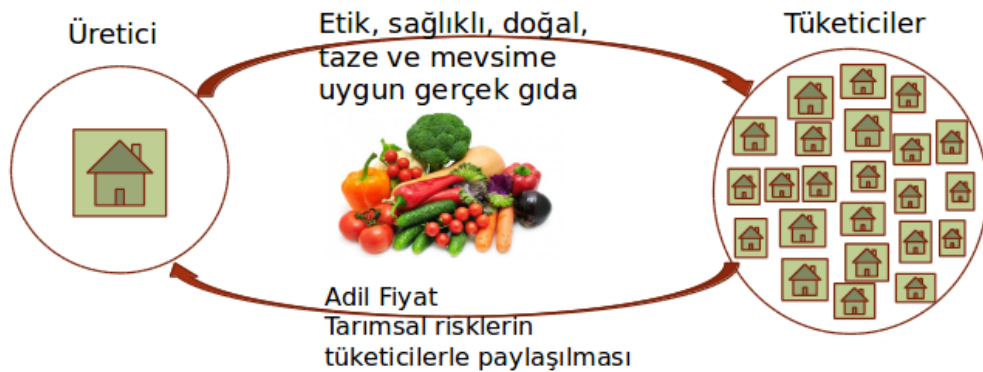 Üretici
Etik, sağlıklı, doğal,
taze ve mevsime
uygun gerçek gıda
Tüketiciler
Adil Fiyat
Tarımsal risklerin
tüketicilerle paylaşılması